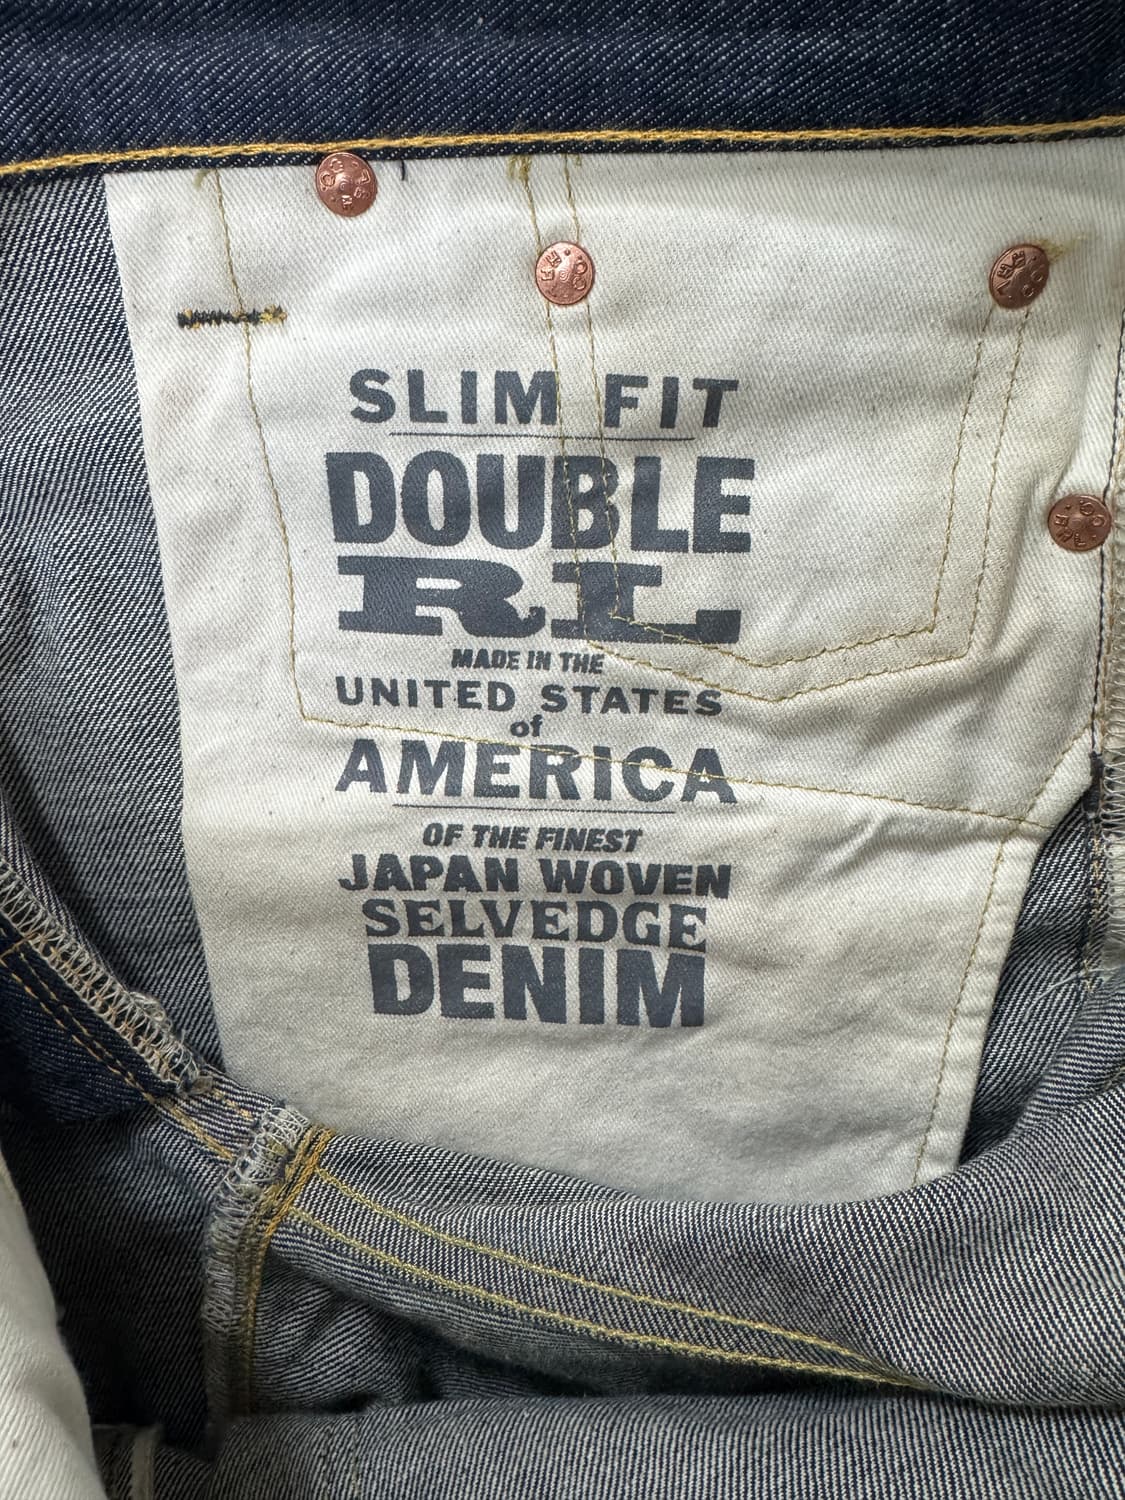 SLIM FIT
DOUBLE
RL
MADE IN THE
UNITED STATES
of
AMERICA
OF THE FINEST
JAPAN WOVEN
SELVEDGE
DENIM